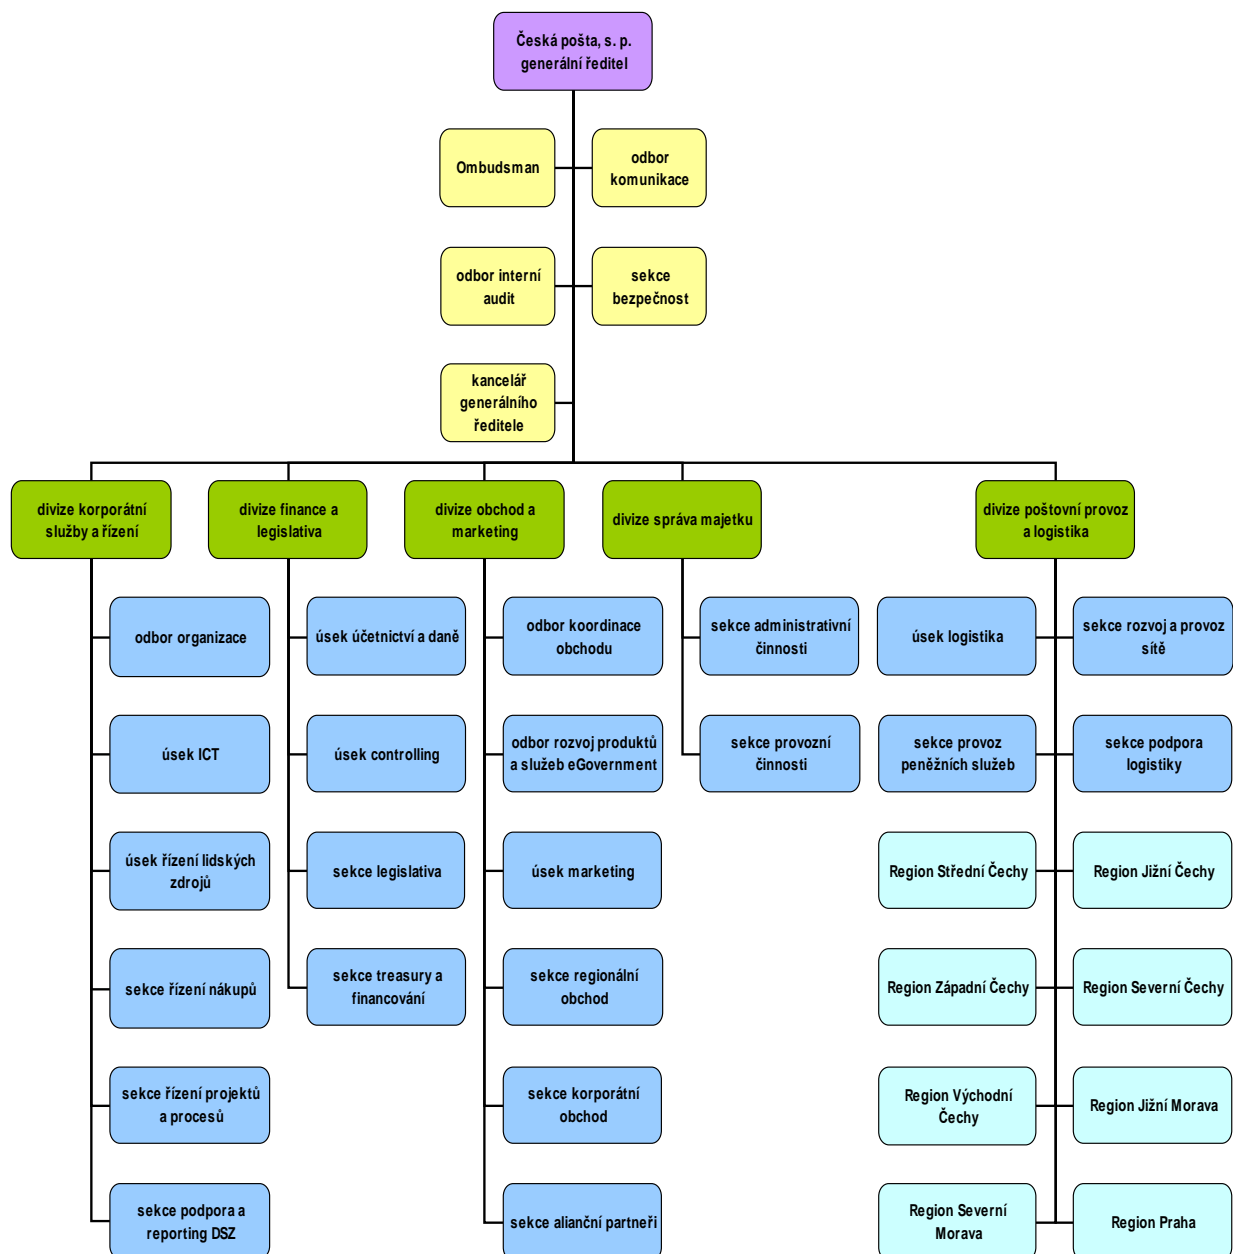 Česká pošta, s. p.
generální ředitel
Ombudsman
odbor
komunikace
odbor interní
audit
sekce
bezpečnost
kancelář
generálního
ředitele
divize korporátní
služby a řízení
divize finance a
legislativa
divize obchod a
marketing
divize správa majetku
divize poštovní provoz
a logistika
odbor organizace
úsek účetnictví a daně
odbor koordinace
obchodu
sekce administrativní
činnosti
úsek logistika
sekce rozvoj a provoz
sítě
úsek ICT
úsek controlling
odbor rozvoj produktů
a služeb eGovernment
sekce provozní
činnosti
sekce provoz
peněžních služeb
sekce podpora
logistiky
úsek řízení lidských
zdrojů
sekce legislativa
úsek marketing
Region Střední Čechy
Region Jižní Čechy
sekce řízení nákupů
sekce treasury a
financování
sekce regionální
obchod
Region Západní Čechy
Region Severní Čechy
sekce řízení projektů
a procesů
sekce korporátní
obchod
Region Východní
Čechy
Region Jižní Morava
sekce podpora a
reporting DSZ
sekce alianční partneři
Region Severní
Morava
Region Praha